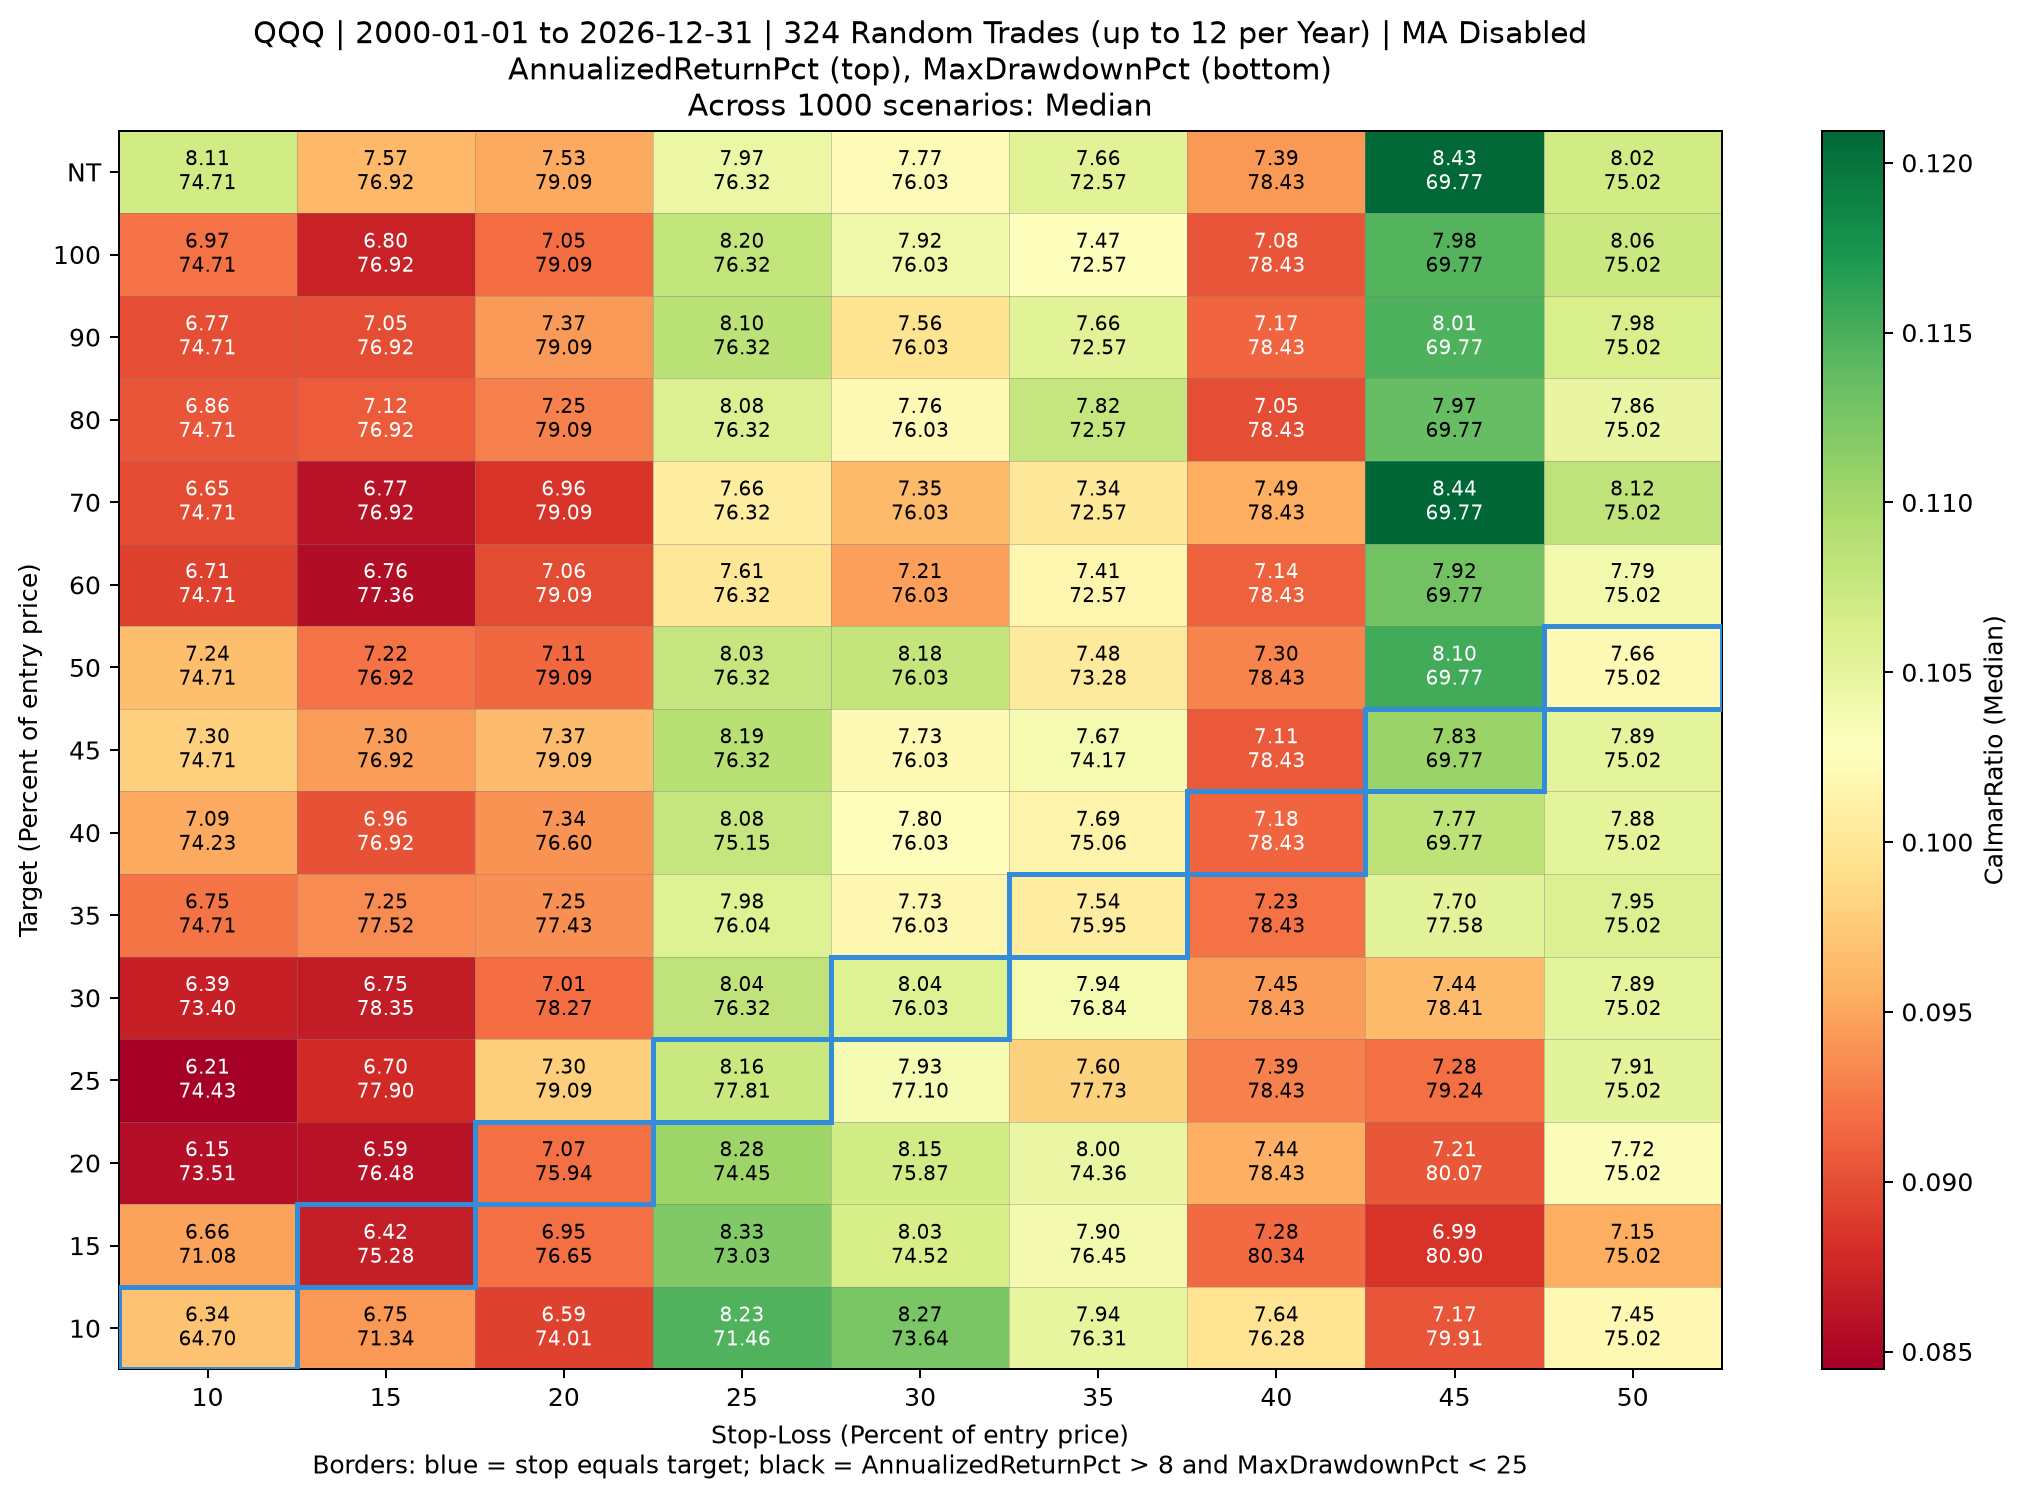 QQQ | 2000-01-01 to 2026-12-31 | 324 Random Trades (up to 12 per Year) | MA Disabled
AnnualizedReturnPct (top), MaxDrawdownPct (bottom)
Across 1000 scenarios: Median
NT
8.11 7.57 7.53 7.97 7.77 7.66 7.39 8.43 8.02
74.71 76.92 79.09 76.32 76.03 72.57 78.43 69.77 75.02
100
6.97 6.80 7.05 8.20 7.92 7.47 7.08 7.98 8.06
74.71 76.92 79.09 76.32 76.03 72.57 78.43 69.77 75.02
90
6.77 7.05 7.37 8.10 7.56 7.66 7.17 8.01 7.98
74.71 76.92 79.09 76.32 76.03 72.57 78.43 69.77 75.02
80
6.86 7.12 7.25 8.08 7.76 7.82 7.05 7.97 7.86
74.71 76.92 79.09 76.32 76.03 72.57 78.43 69.77 75.02
70
6.65 6.77 6.96 7.66 7.35 7.34 7.49 8.44 8.12
74.71 76.92 79.09 76.32 76.03 72.57 78.43 69.77 75.02
60
6.71 6.76 7.06 7.61 7.21 7.41 7.14 7.92 7.79
74.71 77.36 79.09 76.32 76.03 72.57 78.43 69.77 75.02
50
7.24 7.22 7.11 8.03 8.18 7.48 7.30 8.10 7.66
74.71 76.92 79.09 76.32 76.03 73.28 78.43 69.77 75.02
45
7.30 7.30 7.37 8.19 7.73 7.67 7.11 7.83 7.89
74.71 76.92 79.09 76.32 76.03 74.17 78.43 69.77 75.02
40
7.09 6.96 7.34 8.08 7.80 7.69 7.18 7.77 7.88
74.23 76.92 76.60 75.15 76.03 75.06 78.43 69.77 75.02
35
6.75 7.25 7.25 7.98 7.73 7.54 7.23 7.70 7.95
74.71 77.52 77.43 76.04 76.03 75.95 78.43 77.58 75.02
30
6.39 6.75 7.01 8.04 8.04 7.94 7.45 7.44 7.89
73.40 78.35 78.27 76.32 76.03 76.84 78.43 78.41 75.02
25
6.21 6.70 7.30 8.16 7.93 7.60 7.39 7.28 7.91
74.43 77.90 79.09 77.81 77.10 77.73 78.43 79.24 75.02
20
6.15 6.59 7.07 8.28 8.15 8.00 7.44 7.21 7.72
73.51 76.48 75.94 74.45 75.87 74.36 78.43 80.07 75.02
15
6.66 6.42 6.95 8.33 8.03 7.90 7.28 6.99 7.15
71.08 75.28 76.65 73.03 74.52 76.45 80.34 80.90 75.02
10
6.34 6.75 6.59 8.23 8.27 7.94 7.64 7.17 7.45
64.70 71.34 74.01 71.46 73.64 76.31 76.28 79.91 75.02
10 15 20 25 30 35 40 45 50
Stop-Loss (Percent of entry price)
Borders: blue = stop equals target; black = AnnualizedReturnPct > 8 and MaxDrawdownPct < 25
Target (Percent of entry price)
0.120
0.115
0.110
0.105
0.100
0.095
0.090
0.085
CalmarRatio (Median)